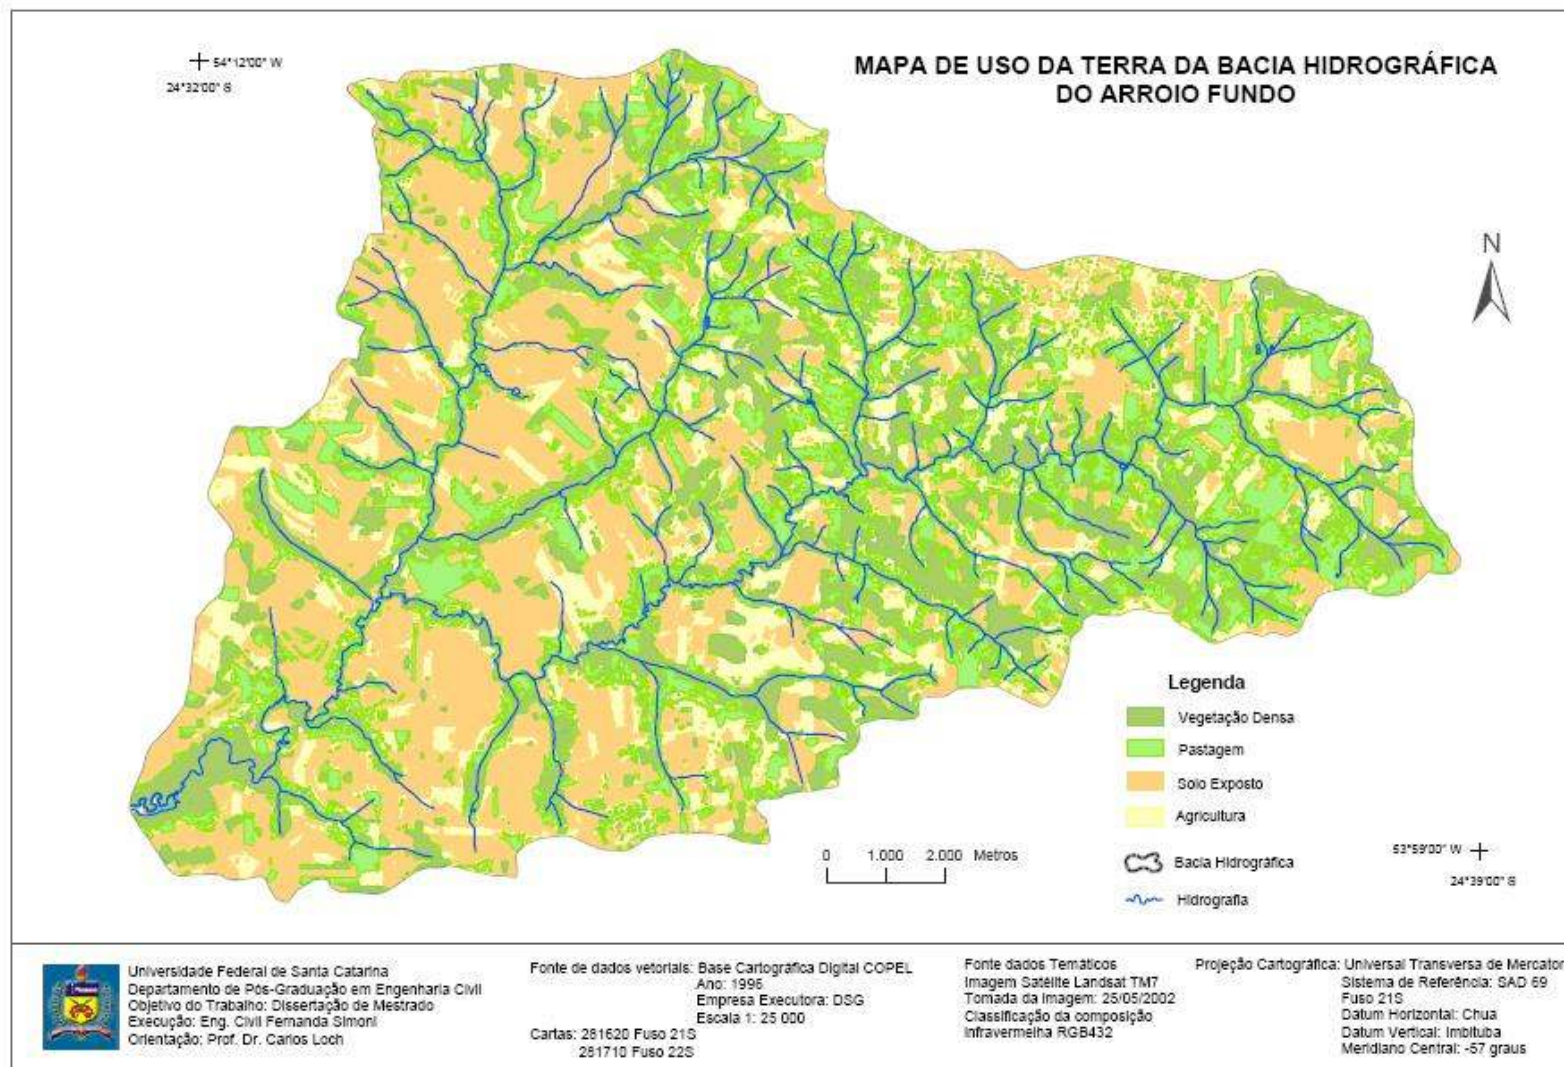 MAPA DE USO DA TERRA DA BACIA HIDROGRÁFICA
DO ARROIO FUNDO
54°12'00" W
24°32'00" S
N
Legenda
Vegetação Densa
Pastagem
Solo Exposto
Agricultura
Bacia Hidrográfica
Hidrografia
0 1.000 2.000 Metros
53°59'00" W
24°39'00" S
Universidade Federal de Santa Catarina
Departamento de Pós-Graduação em Engenharia Civil
Objetivo do Trabalho: Dissertação de Mestrado
Execução: Eng. Civil Fernanda Simoni
Orientação: Prof. Dr. Carlos Loch
Fonte de dados vetoriais: Base Cartográfica Digital COPEL
Ano: 1996
Empresa Executora: DSG
Escala 1: 25 000
Cartas: 281620 Fuso 21S
281710 Fuso 22S
Fonte dados Temáticos
Imagem Satélite Landsat TM7
Tomada da Imagem: 25/05/2002
Classificação da composição
Infravermelha RGB432
Projeção Cartográfica: Universal Transversa de Mercator
Sistema de Referência: SAD 69
Fuso 21S
Datum Horizontal: Chua
Datum Vertical: Imbituba
Meridiano Central: -57 graus